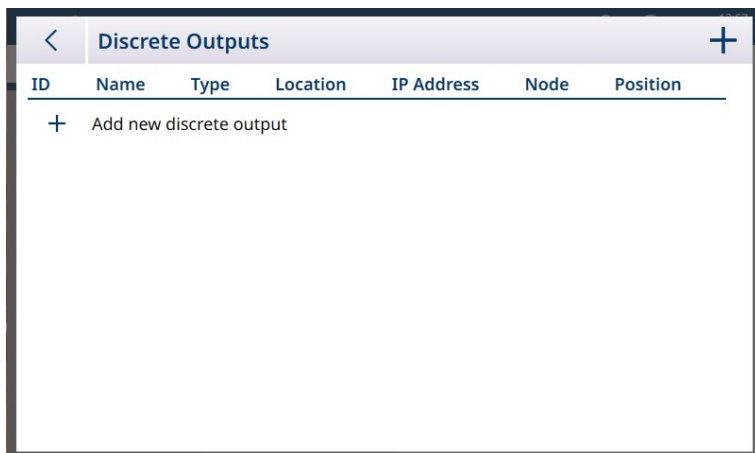 Discrete Outputs
ID Name Type Location IP Address Node Position
Add new discrete output